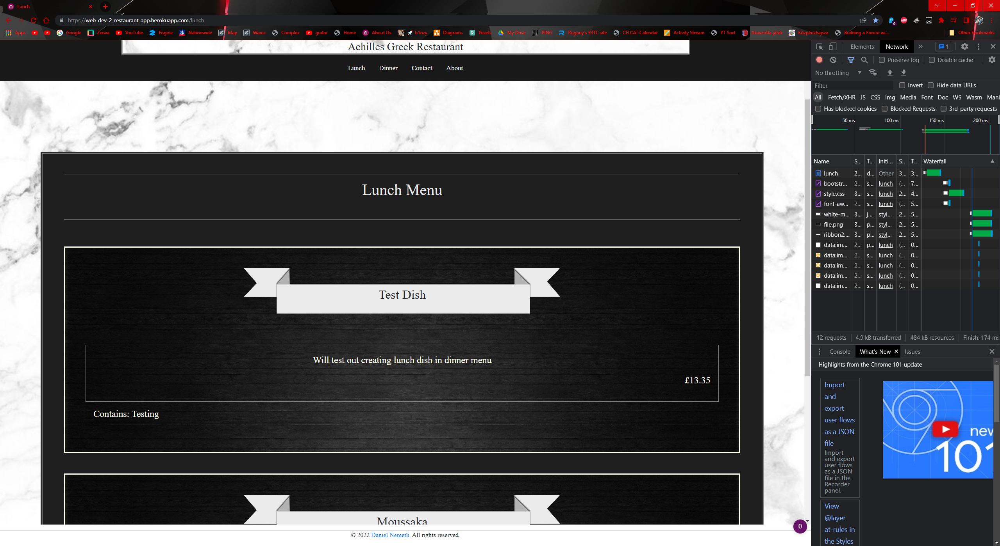 Lunch
https://web-dev-2-restaurant-app.herokuapp.com/lunch
Apps Google Zenva YouTube Engine Nationwide Map Wares Complex guitar Home About Us b1nzy Diagrams Pexels My Drive PING Roguey's X3TC site CELCAT Calendar Activity Stream YT Sort Akasztófa játék Közpénzhajsza Building a Forum wi... Other bookmarks
Achilles Greek Restaurant
Lunch Dinner Contact About
Lunch Menu
Test Dish
Will test out creating lunch dish in dinner menu
£13.35
Contains: Testing
Moussaka
© 2022 Daniel Nemeth. All rights reserved.
0
Elements Network 1
Preserve log Disable cache
No throttling
Filter Invert Hide data URLs
All Fetch/XHR JS CSS Img Media Font Doc WS Wasm Mani
Has blocked cookies Blocked Requests 3rd-party requests
50 ms 100 ms 150 ms 200 ms
Name S.. T.. Initi... S.. T.. Waterfall
lunch 2... d... Other 3... 3...
bootstr... 2... s... lunch (... 7...
style.css 3... s... lunch 2... 4...
font-aw... 2... s... lunch (... 5...
white-m... 3... j... styl... 2... 5...
file.png 3... p... styl... 2... 5...
ribbon2.... 3... p... styl... 2... 5...
data:im... 2... p... lunch (... 0...
data:im... 2... s... lunch (... 0...
data:im... 2... s... lunch (... 0...
data:im... 2... s... lunch (... 0...
data:im... 2... s... lunch (... 0...
12 requests 4.9 kB transferred 484 kB resources Finish: 174 ms
Console What's New Issues
Highlights from the Chrome 101 update
Import
and
export
user flows
as a JSON
file
Import
and export
user flows
as a JSON
file in the
Recorder
panel.
new
101
View
@layer
at-rules in
the Styles